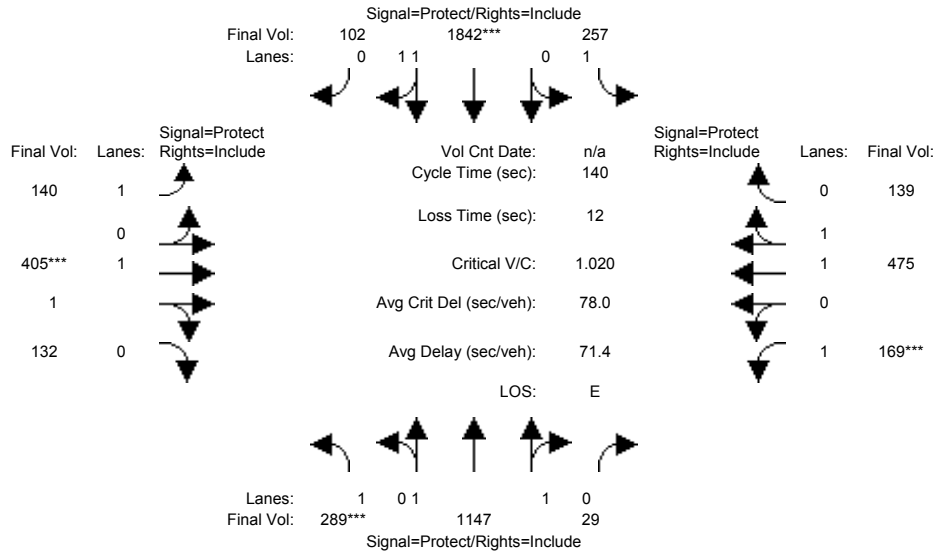 Signal=Protect/Rights=Include
Final Vol: 102 1842*** 257
Lanes: 0 1 1 0 1
Signal=Protect Signal=Protect
Final Vol: Lanes: Rights=Include Vol Cnt Date: n/a Rights=Include Lanes: Final Vol:
Cycle Time (sec): 140
140 1 0 139
Loss Time (sec): 12
0 1
405*** 1 Critical V/C: 1.020 1 475
1 Avg Crit Del (sec/veh): 78.0 0
132 0 Avg Delay (sec/veh): 71.4 1 169***
LOS: E
Lanes: 1 0 1 1 0
Final Vol: 289*** 1147 29
Signal=Protect/Rights=Include